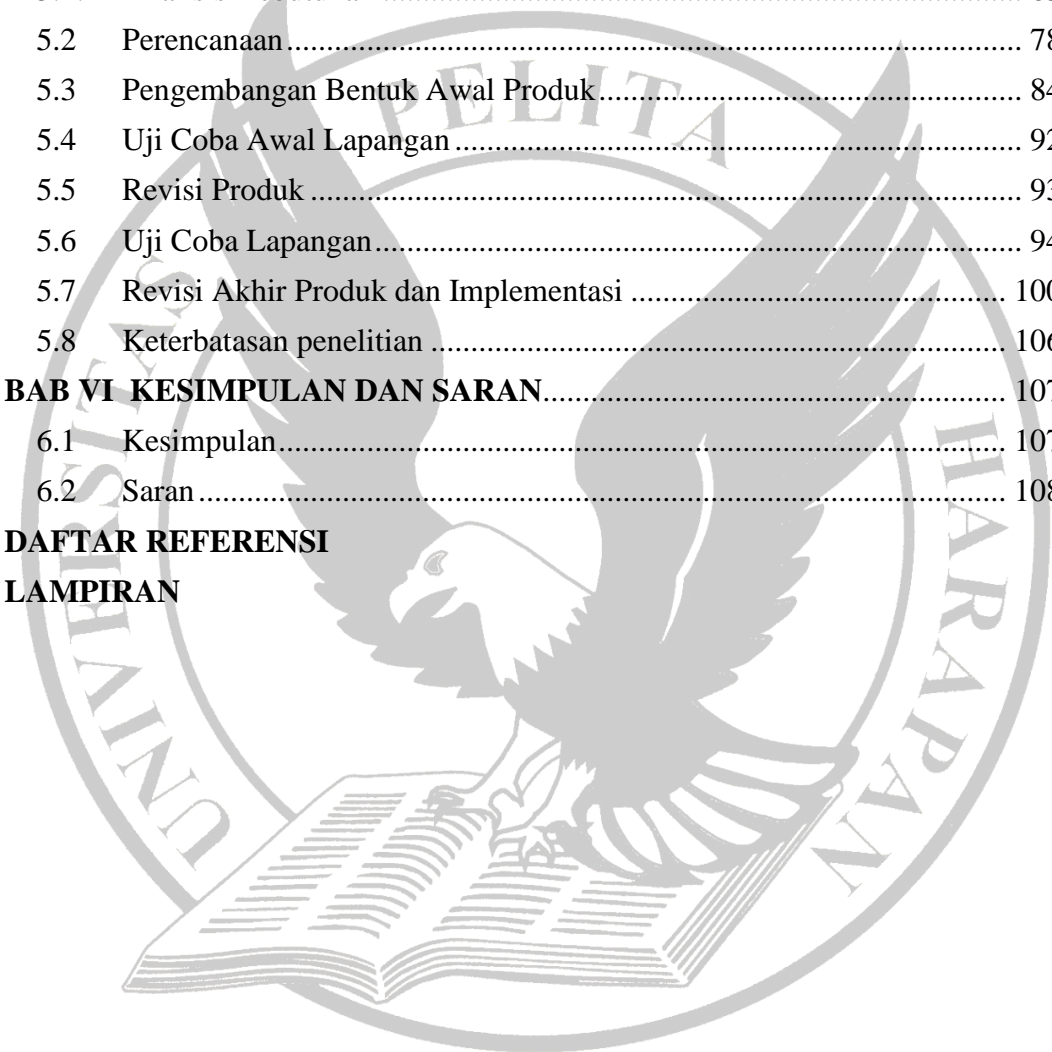 5.2 Perencanaan........................................................................ 78
5.3 Pengembangan Bentuk Awal Produk........................................ 84
5.4 Uji Coba Awal Lapangan........................................................ 92
5.5 Revisi Produk........................................................................ 93
5.6 Uji Coba Lapangan................................................................ 94
5.7 Revisi Akhir Produk dan Implementasi.................................... 100
5.8 Keterbatasan penelitian.......................................................... 106
BAB VI KESIMPULAN DAN SARAN.......................................... 107
6.1 Kesimpulan........................................................................... 107
6.2 Saran.................................................................................... 108
DAFTAR REFERENSI
LAMPIRAN
UNIVERSITAS PELITA HARAPAN